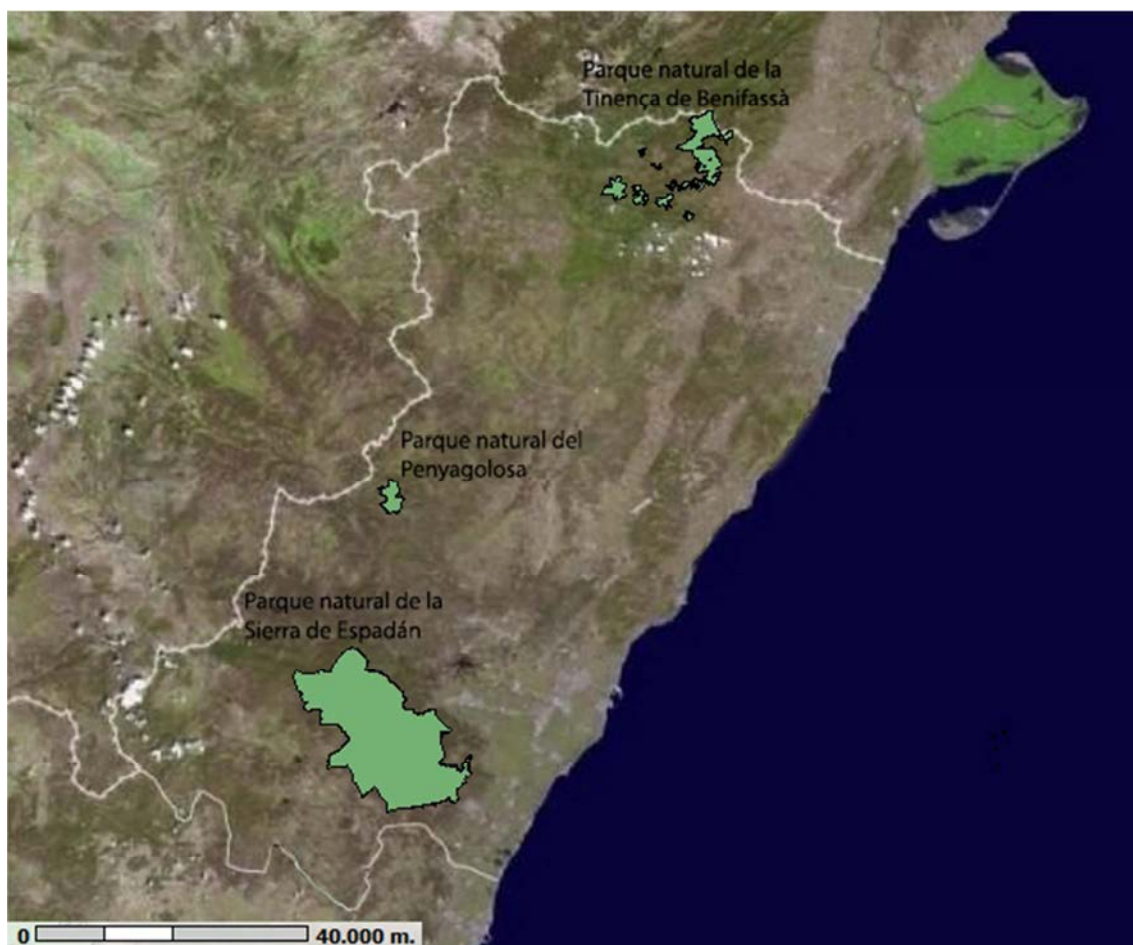 Parque natural de la
Tinença de Benifassà
Parque natural del
Penyagolosa
Parque natural de la
Sierra de Espadán
0 40.000 m.